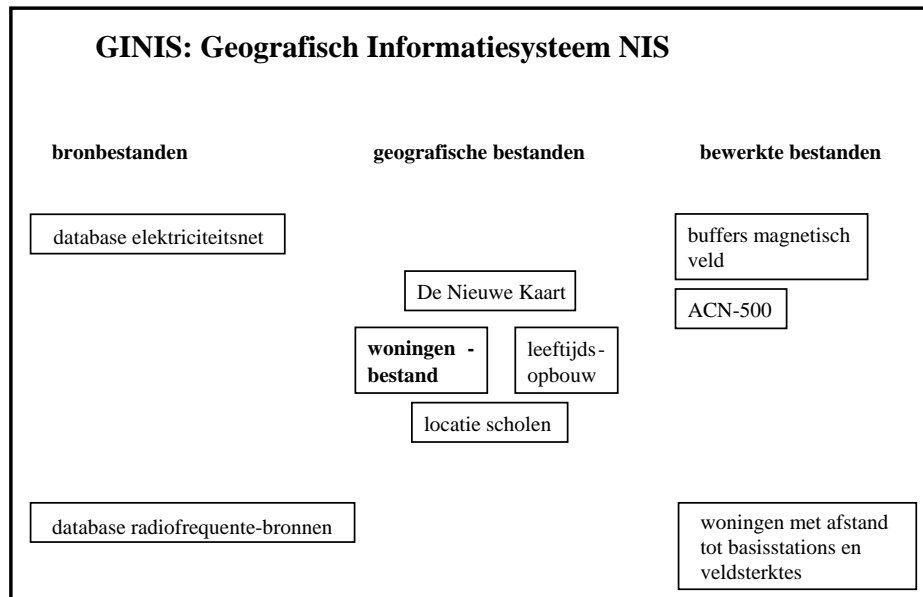 GINIS: Geografisch Informatiesysteem NIS
bronbestanden
geografische bestanden
bewerkte bestanden
database elektriciteitsnet
buffers magnetisch
veld
De Nieuwe Kaart
ACN-500
woningen -
bestand
leeftijds-
opbouw
locatie scholen
database radiofrequente-bronnen
woningen met afstand
tot basisstations en
veldsterktes